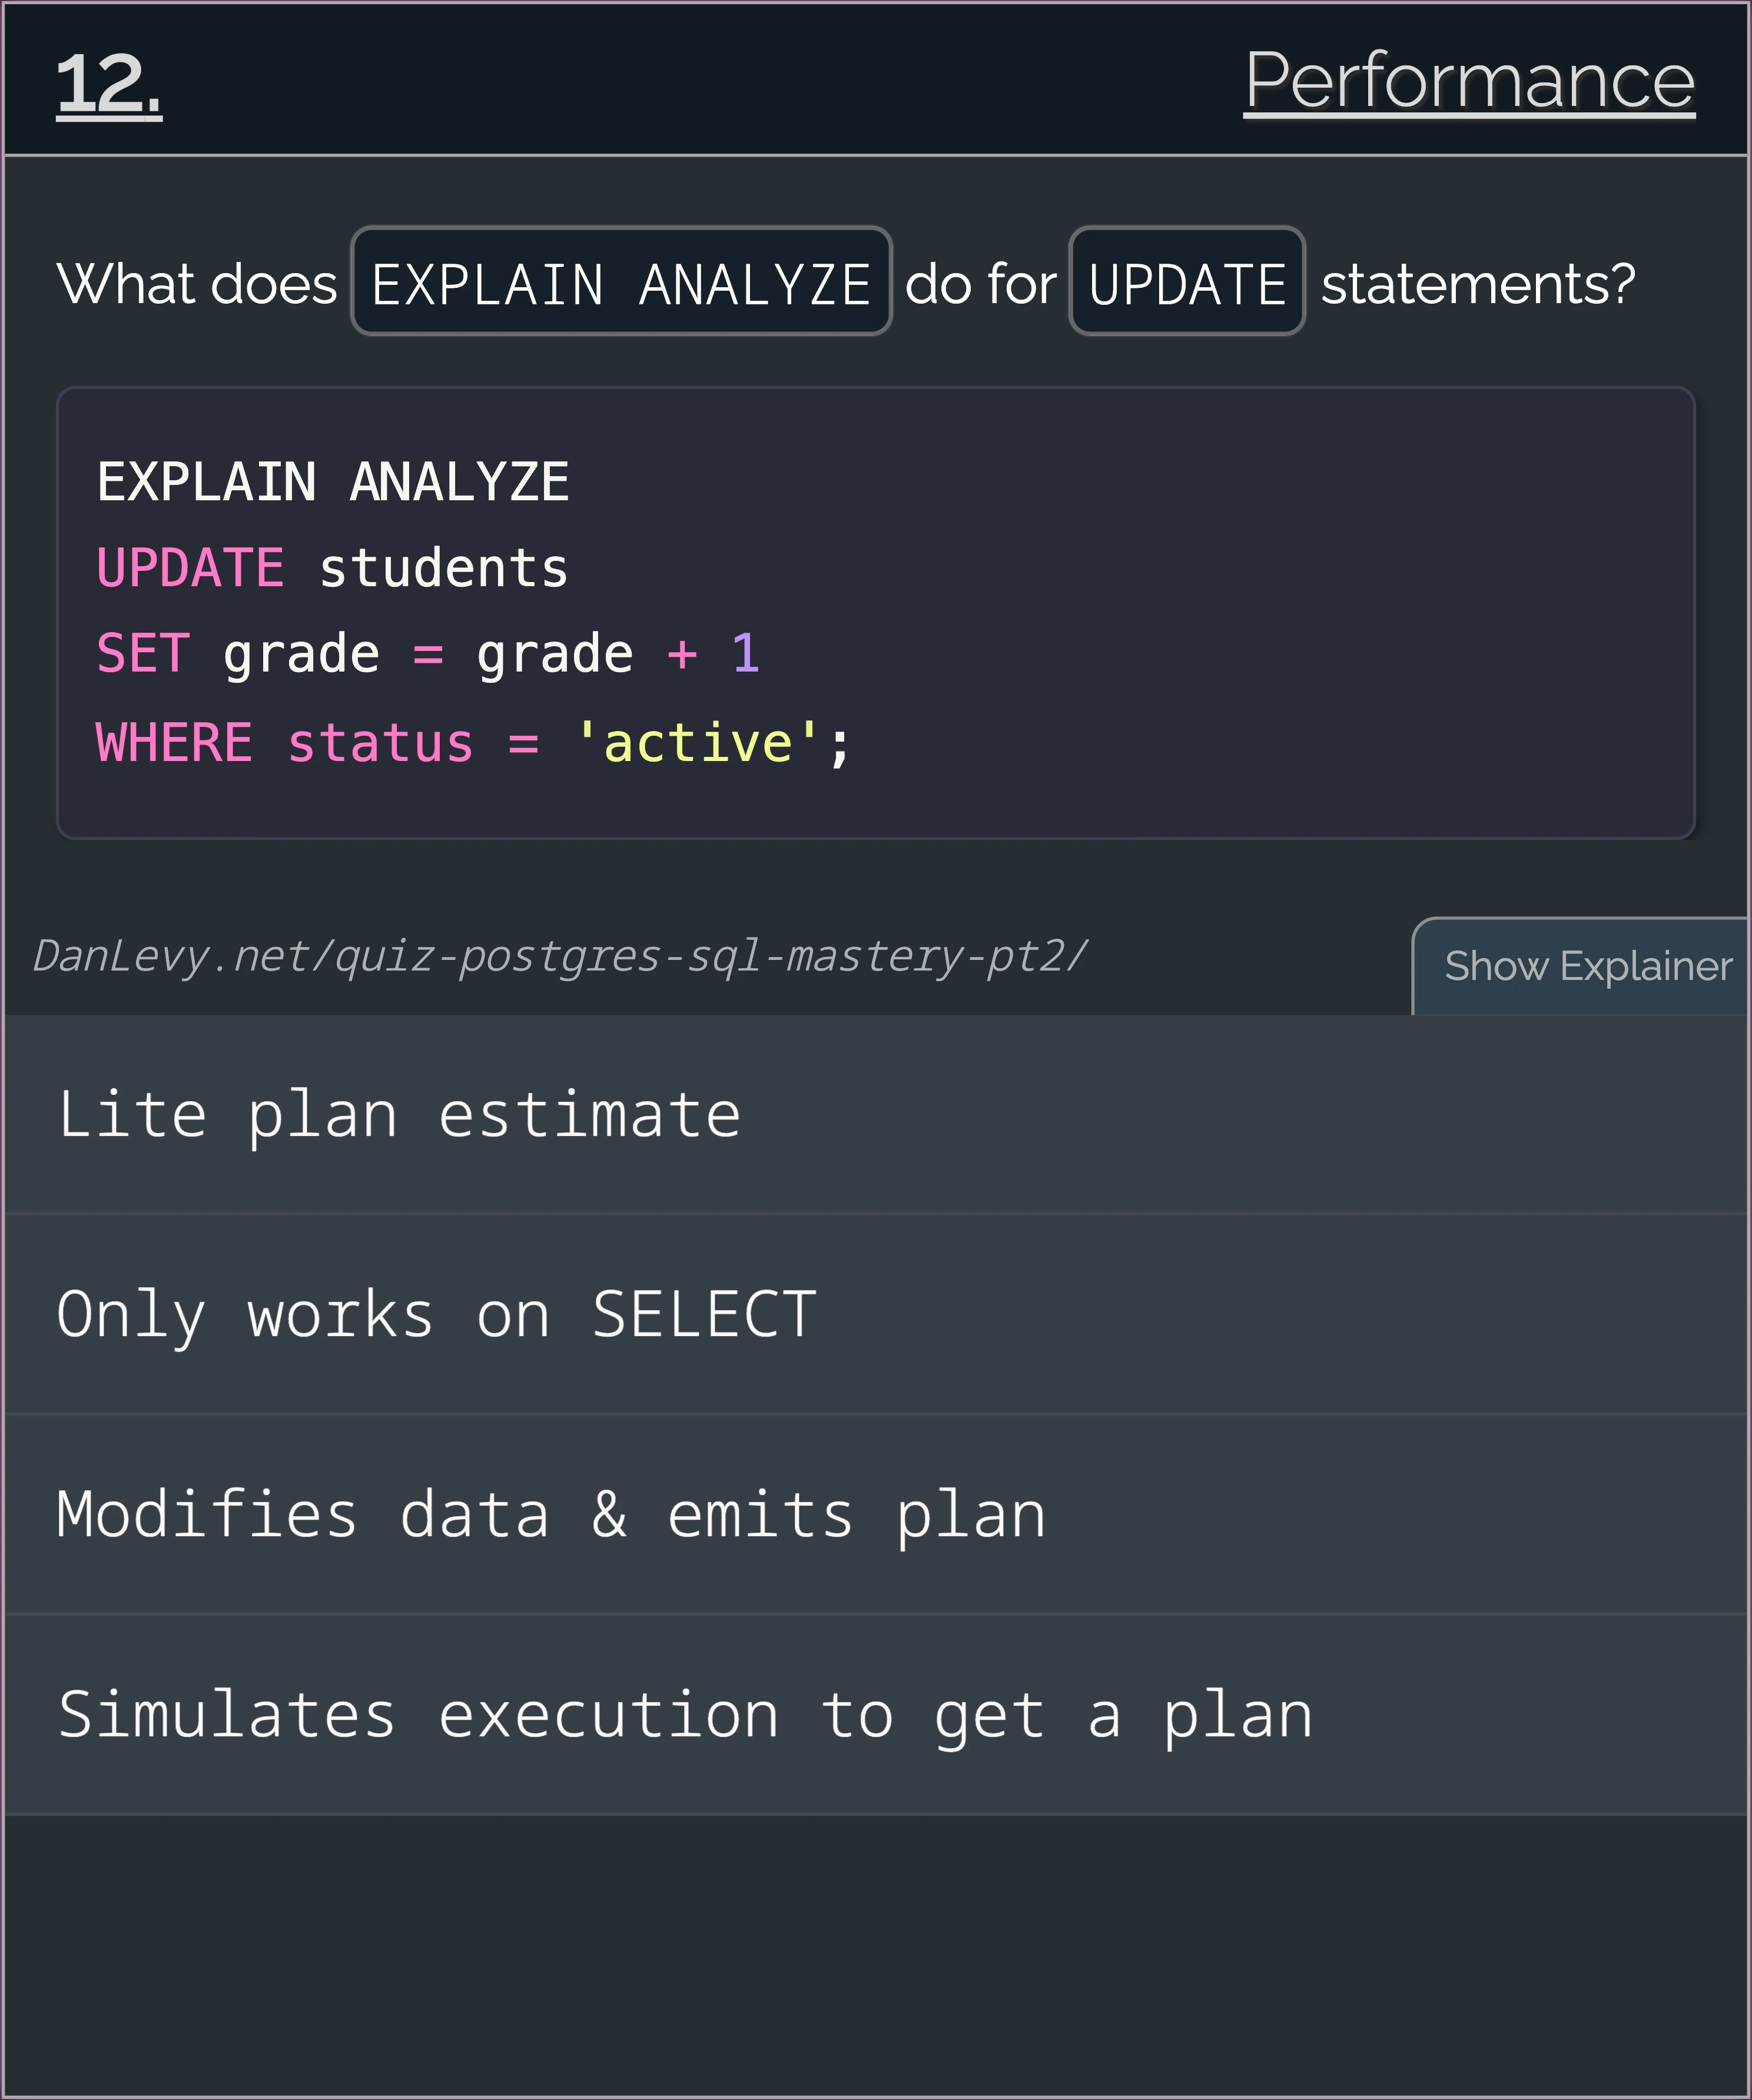 12.
Performance
What does EXPLAIN ANALYZE do for UPDATE statements?
EXPLAIN ANALYZE
UPDATE students
SET grade = grade + 1
WHERE status = 'active';
DanLevy.net/quiz-postgres-sql-mastery-pt2/
Show Explainer
Lite plan estimate
Only works on SELECT
Modifies data & emits plan
Simulates execution to get a plan